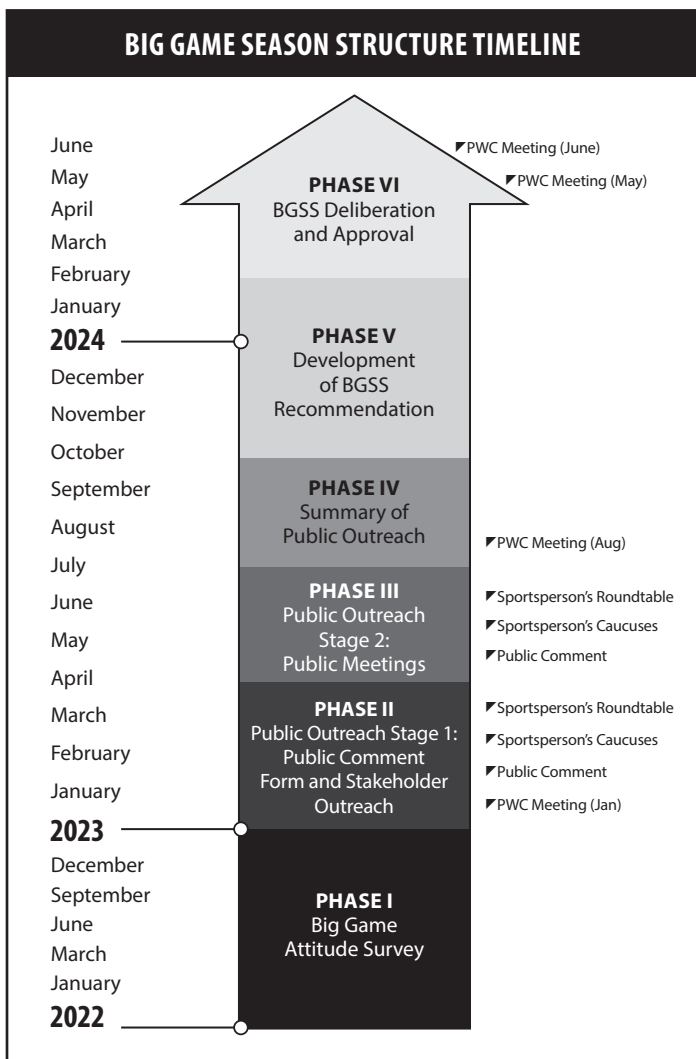 BIG GAME SEASON STRUCTURE TIMELINE
June
May
April
March
February
January
2024
December
November
October
September
August
July
June
May
April
March
February
January
2023
December
September
June
March
January
2022
PHASE VI
BGSS Deliberation
and Approval
PHASE V
Development
of BGSS
Recommendation
PHASE IV
Summary of
Public Outreach
PHASE III
Public Outreach
Stage 2:
Public Meetings
PHASE II
Public Outreach Stage 1:
Public Comment
Form and Stakeholder
Outreach
PHASE I
Big Game
Attitude Survey
PWC Meeting (June)
PWC Meeting (May)
PWC Meeting (Aug)
Sportsperson’s Roundtable
Sportsperson’s Caucuses
Public Comment
Sportsperson’s Roundtable
Sportsperson’s Caucuses
Public Comment
PWC Meeting (Jan)